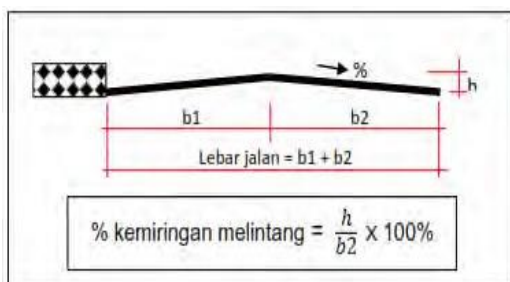 %
h
b1 b2
Lebar jalan = b1 + b2
% kemiringan melintang = h/b2 x 100%